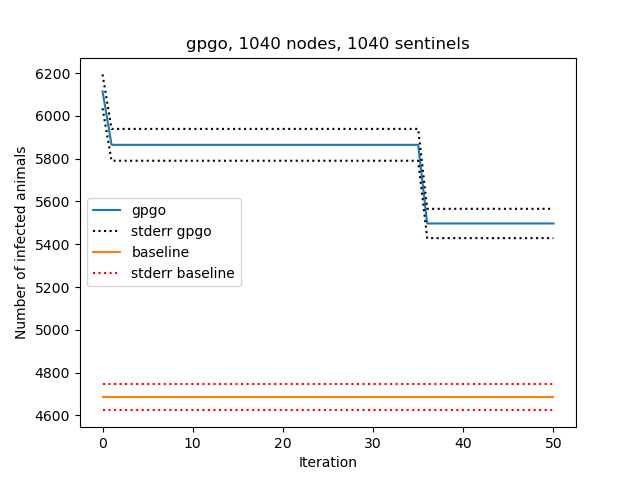 gpgo, 1040 nodes, 1040 sentinels
Number of infected animals
6200
6000
5800
5600
5400
5200
5000
4800
4600
gpgo
stderr gpgo
baseline
stderr baseline
0 10 20 30 40 50
Iteration